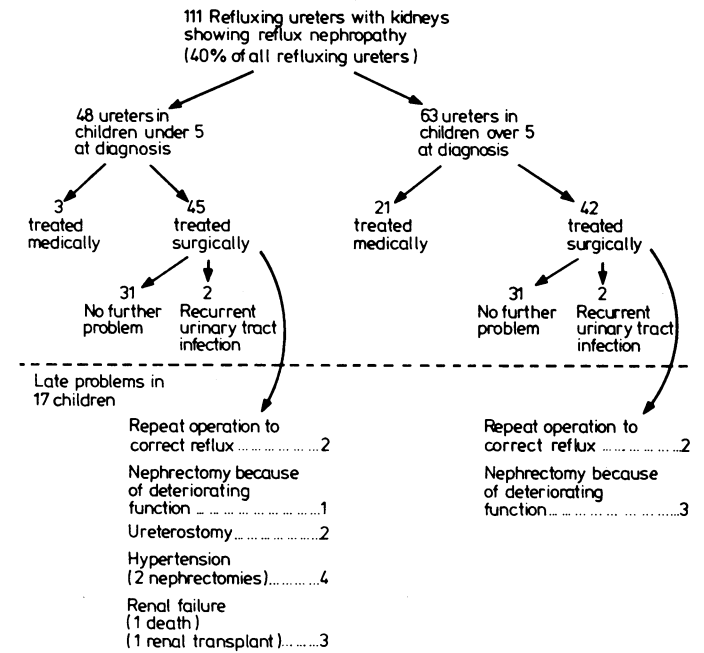 111 Refluxing ureters with kidneys
showing reflux nephropathy
(40% of all refluxing ureters)
48 ureters in
children under 5
at diagnosis
63 ureters in
children over 5
at diagnosis
3
treated
medically
45
treated
surgically
21
treated
medically
42
treated
surgically
31
No further
problem
2
Recurrent
urinary tract
infection
31
No further
problem
2
Recurrent
urinary tract
infection
Late problems in
17 children
Repeat operation to
correct reflux ... ... ... ... ... 2
Nephrectomy because
of deteriorating
function ... ... ... ... ... ... ... 1
Ureterostomy ... ... ... ... ... 2
Hypertension
(2 nephrectomies) ... ... ... 4
Renal failure
(1 death)
(1 renal transplant) ... ... 3
Repeat operation to
correct reflux ... ... ... ... ... 2
Nephrectomy because
of deteriorating
function ... ... ... ... ... ... ... 3